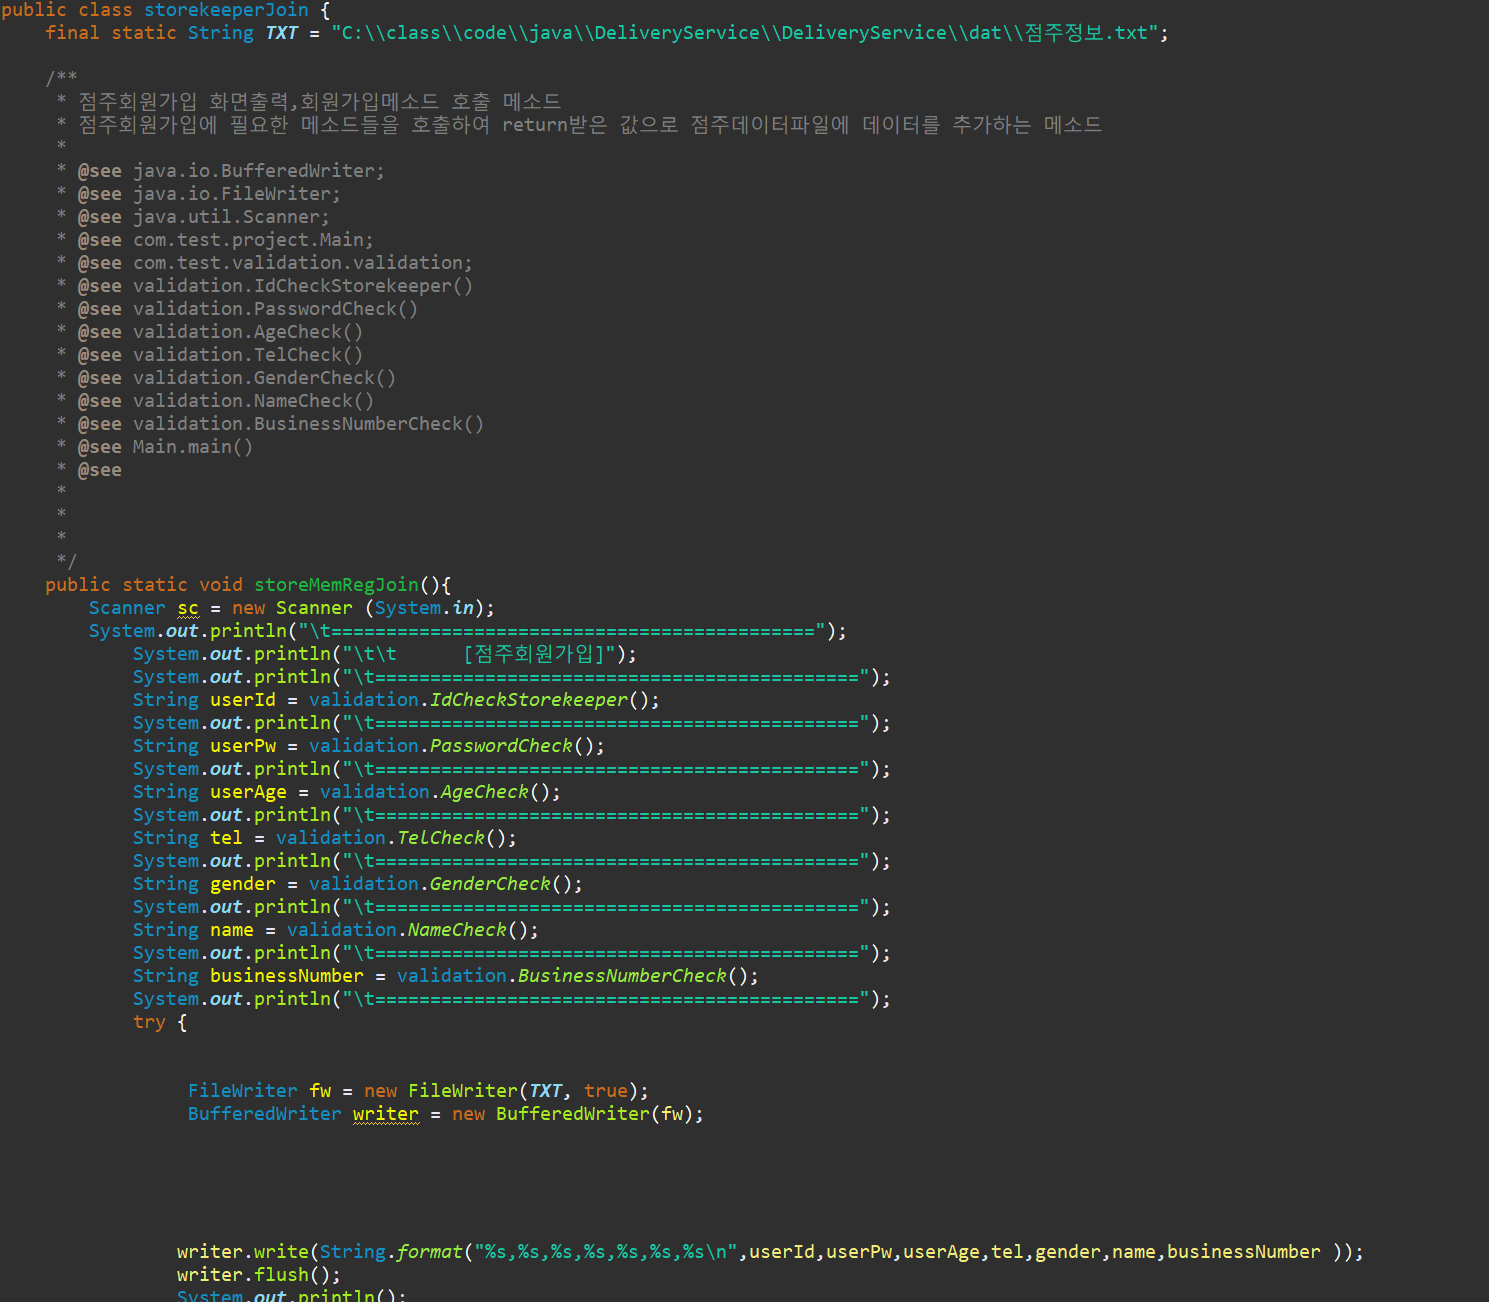 public class storekeeperJoin {
final static String TXT = "C:\\class\\code\\java\\DeliveryService\\DeliveryService\\dat\\점주정보.txt";
/**
* 점주회원가입 화면출력,회원가입메소드 호출 메소드
* 점주회원가입에 필요한 메소드들을 호출하여 return받은 값으로 점주데이터파일에 데이터를 추가하는 메소드
*
* @see java.io.BufferedWriter;
* @see java.io.FileWriter;
* @see java.util.Scanner;
* @see com.test.project.Main;
* @see com.test.validation.validation;
* @see validation.IdCheckStorekeeper()
* @see validation.PasswordCheck()
* @see validation.AgeCheck()
* @see validation.TelCheck()
* @see validation.GenderCheck()
* @see validation.NameCheck()
* @see validation.BusinessNumberCheck()
* @see Main.main()
* @see
*
*
*
*/
public static void storeMemRegJoin(){
Scanner sc = new Scanner (System.in);
System.out.println("\t============================================");
System.out.println("\t\t      [점주회원가입]");
System.out.println("\t============================================");
String userId = validation.IdCheckStorekeeper();
System.out.println("\t============================================");
String userPw = validation.PasswordCheck();
System.out.println("\t============================================");
String userAge = validation.AgeCheck();
System.out.println("\t============================================");
String tel = validation.TelCheck();
System.out.println("\t============================================");
String gender = validation.GenderCheck();
System.out.println("\t============================================");
String name = validation.NameCheck();
System.out.println("\t============================================");
String businessNumber = validation.BusinessNumberCheck();
System.out.println("\t============================================");
try {
FileWriter fw = new FileWriter(TXT, true);
BufferedWriter writer = new BufferedWriter(fw);
writer.write(String.format("%s,%s,%s,%s,%s,%s,%s\n",userId,userPw,userAge,tel,gender,name,businessNumber ));
writer.flush();
System.out.println();